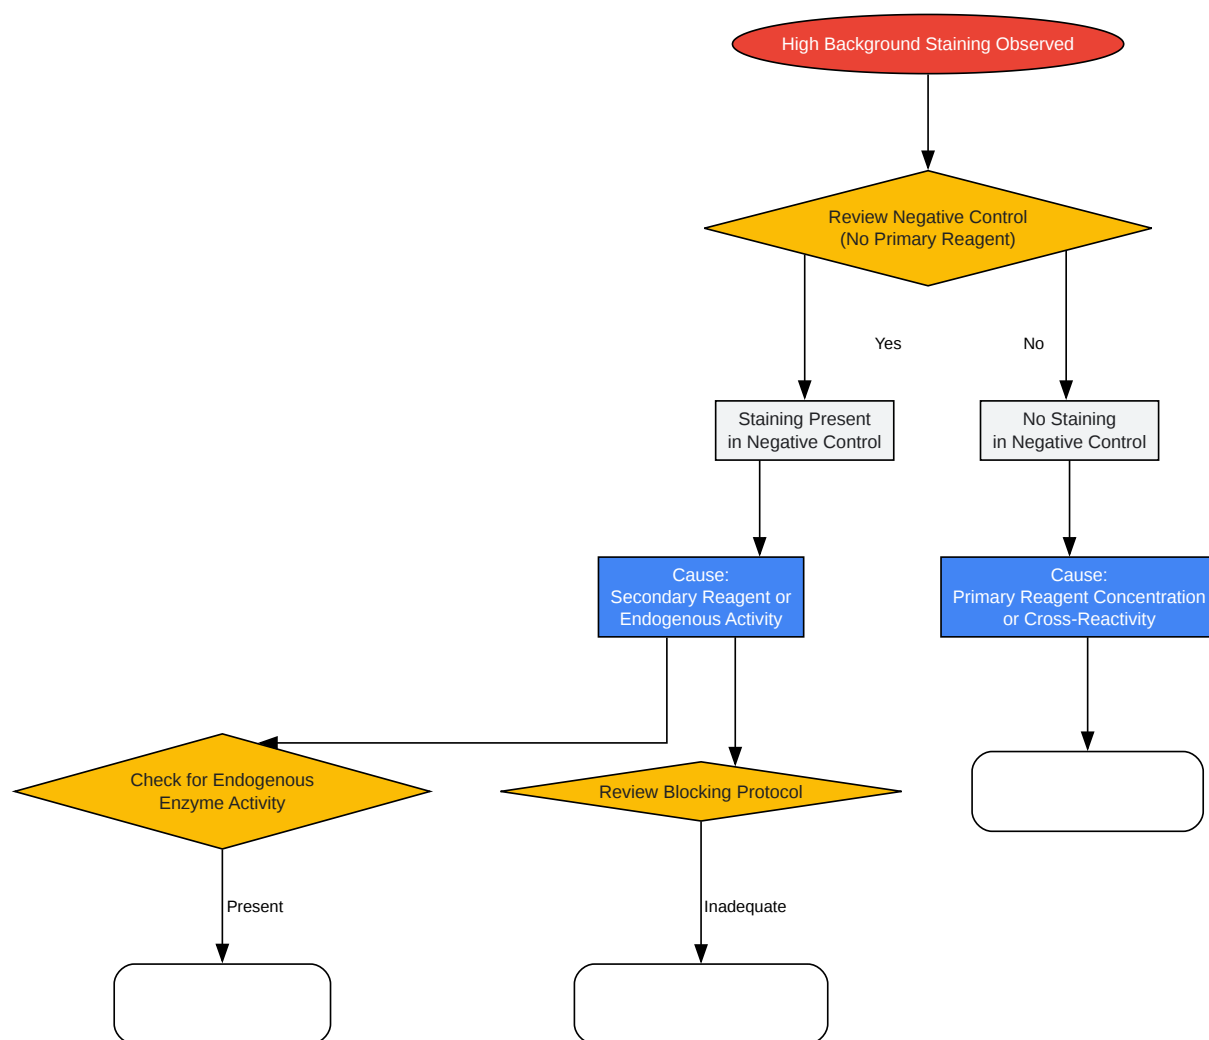 High Background Staining Observed
Review Negative Control
(No Primary Reagent)
Yes
No
Staining Present
in Negative Control
No Staining
in Negative Control
Cause:
Secondary Reagent or
Endogenous Activity
Cause:
Primary Reagent Concentration
or Cross-Reactivity
Check for Endogenous
Enzyme Activity
Review Blocking Protocol
Present
Inadequate